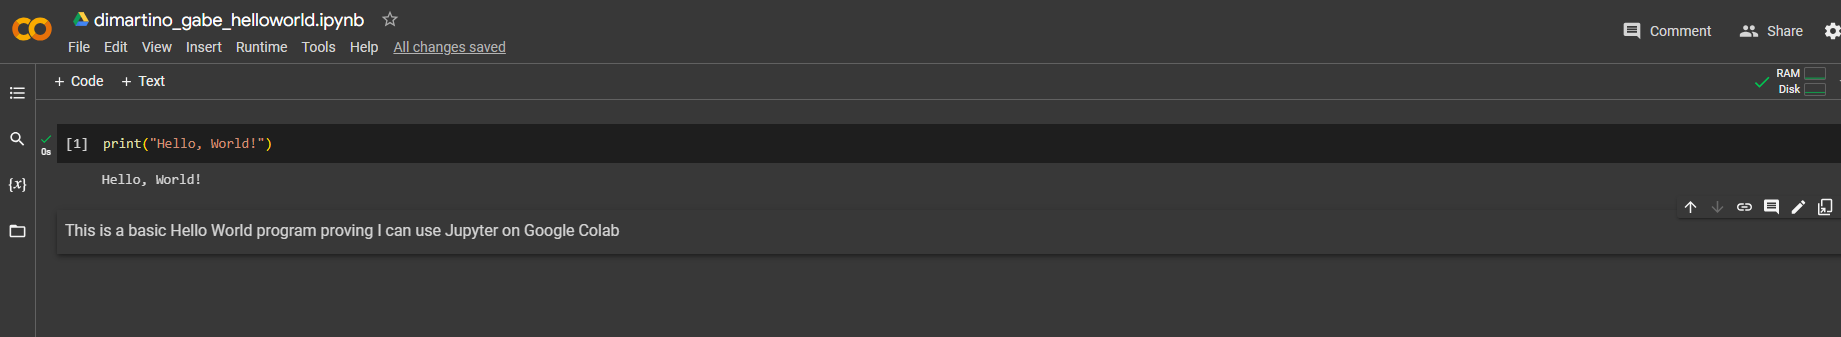 dimartino_gabe_helloworld.ipynb
File Edit View Insert Runtime Tools Help All changes saved
Comment Share
+ Code + Text
RAM
Disk
[1] print("Hello, World!")
0s
Hello, World!
{x}
This is a basic Hello World program proving I can use Jupyter on Google Colab